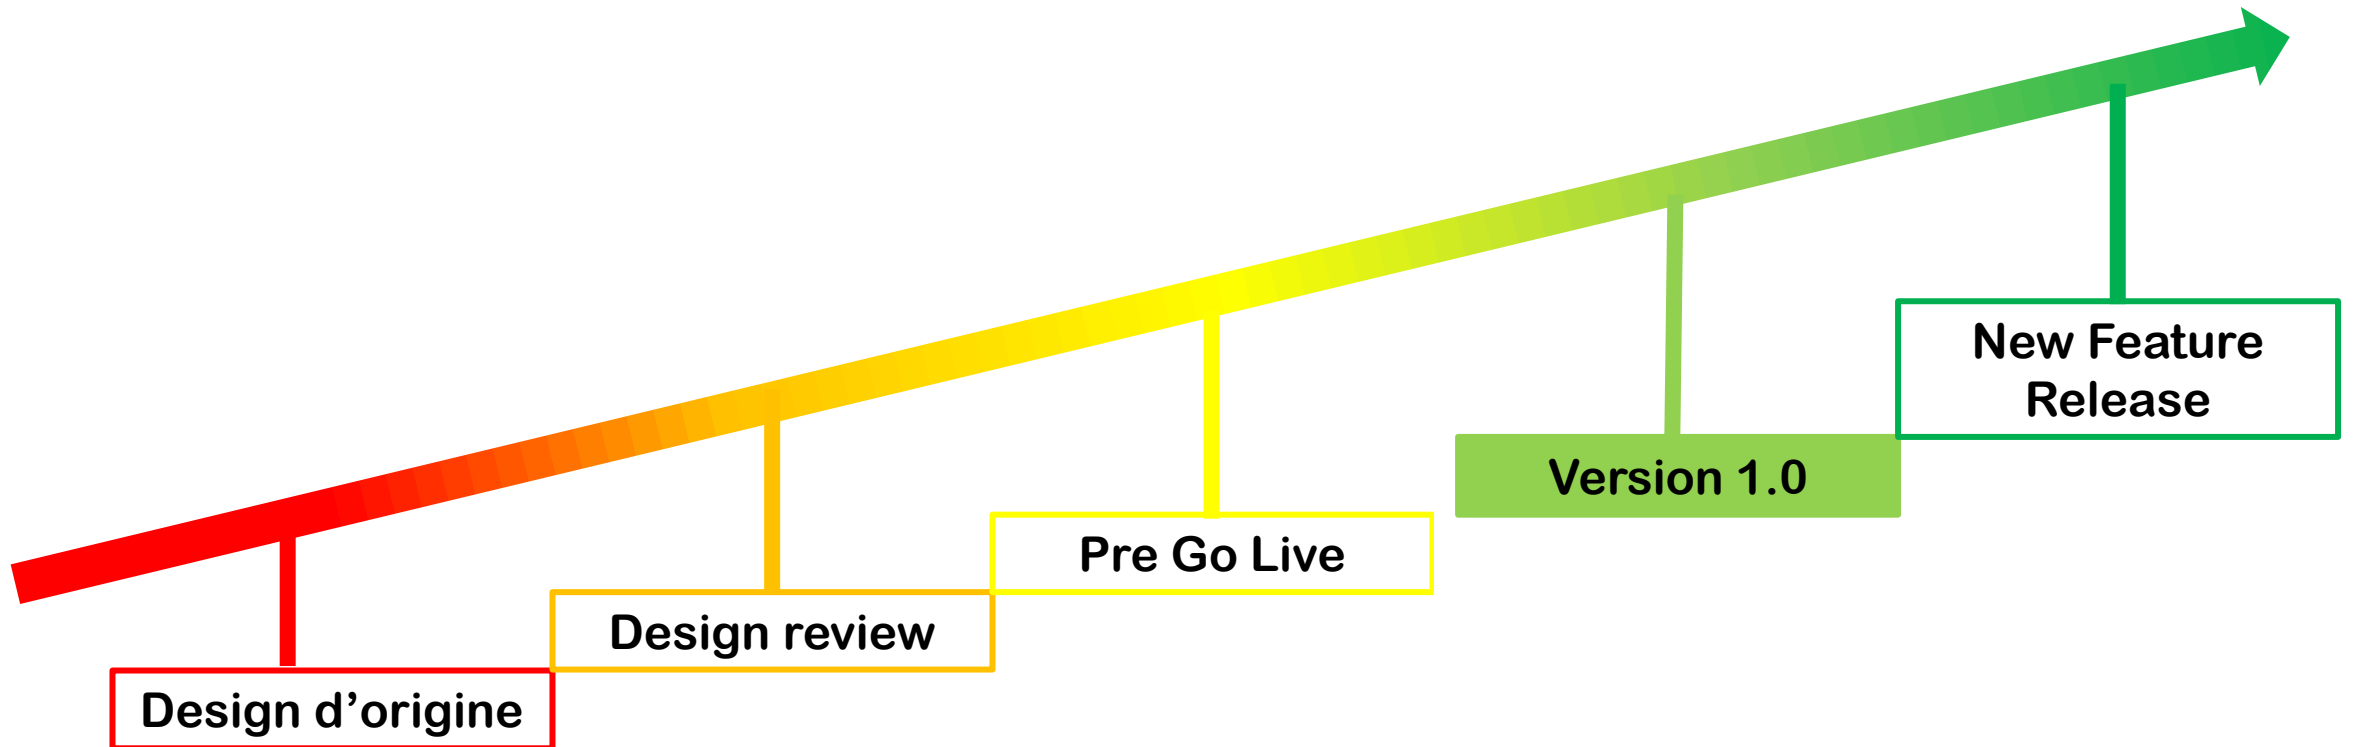 Design d’origine
Design review
Pre Go Live
Version 1.0
New Feature
Release